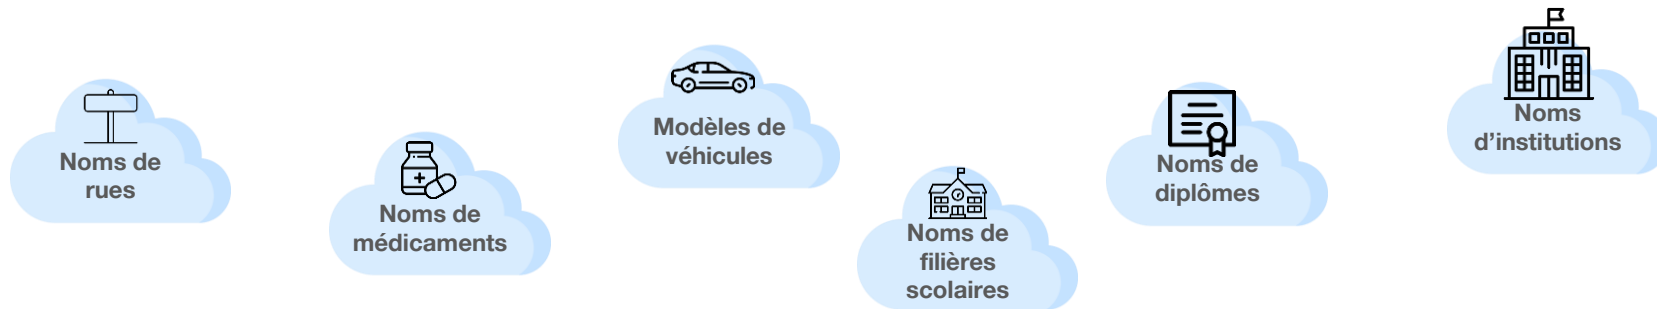 Noms de
rues
Noms de
médicaments
Modèles de
véhicules
Noms de
filières
scolaires
Noms de
diplômes
Noms
d’institutions